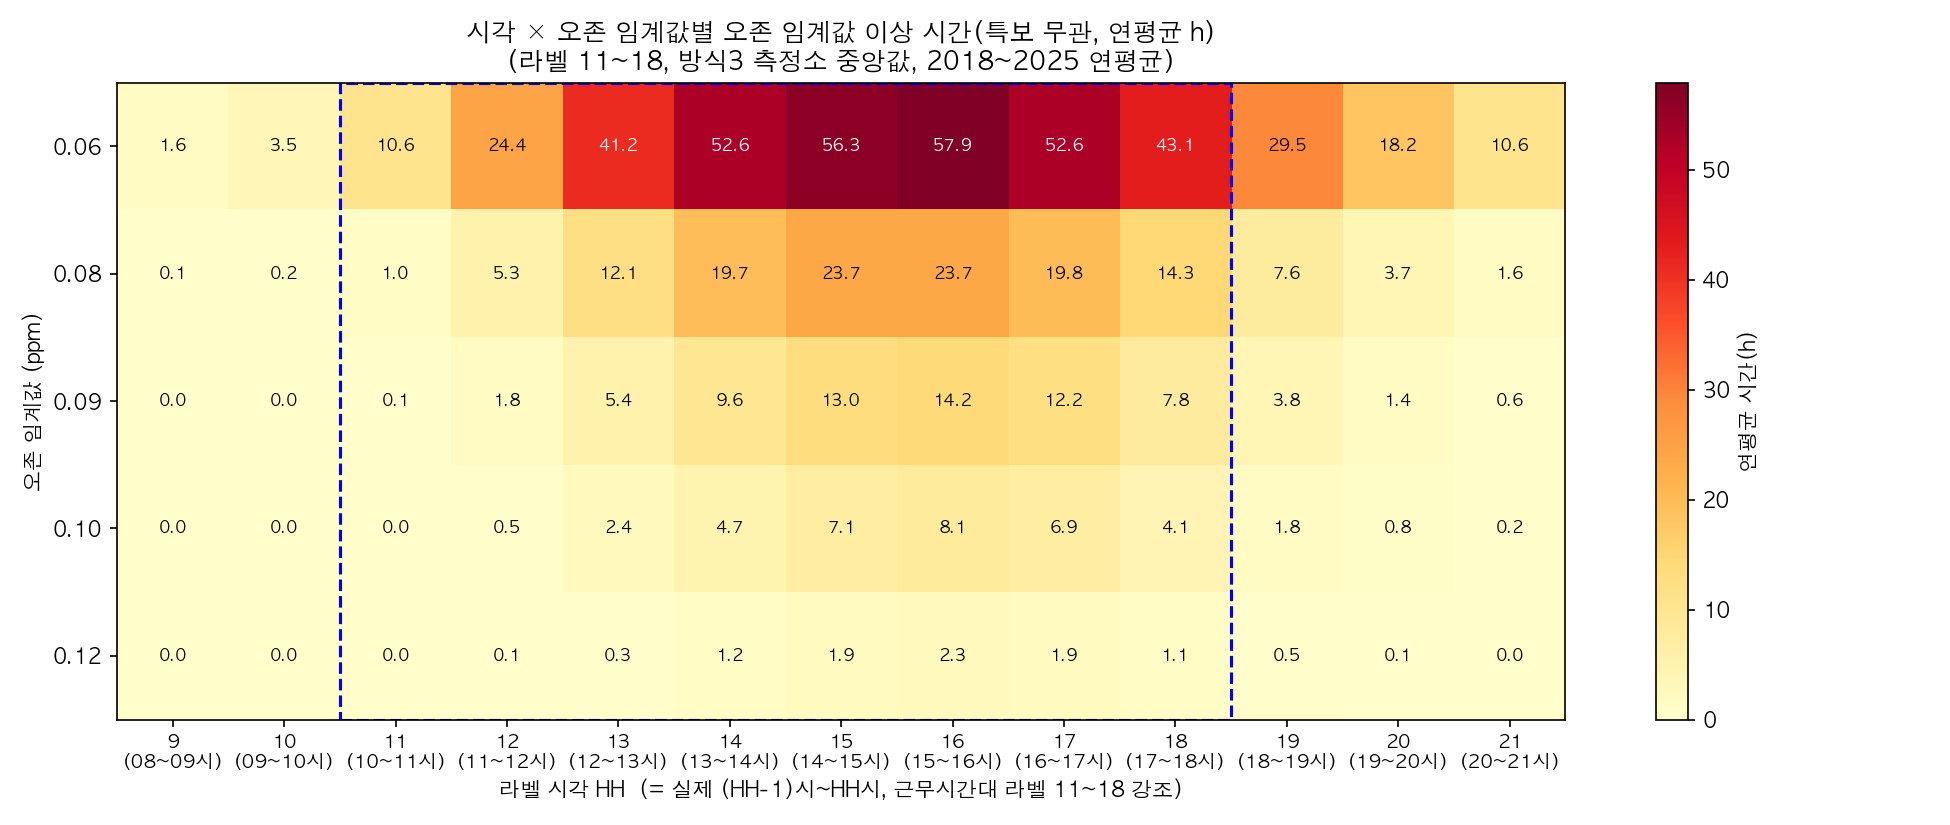 시각 × 오존 임계값별 오존 임계값 이상 시간(특보 무관, 연평균 h)
(라벨 11~18, 방식3 측정소 중앙값, 2018~2025 연평균)
오존 임계값 (ppm)
0.06 1.6 3.5 10.6 24.4 41.2 52.6 56.3 57.9 52.6 43.1 29.5 18.2 10.6
0.08 0.1 0.2 1.0 5.3 12.1 19.7 23.7 23.7 19.8 14.3 7.6 3.7 1.6
0.09 0.0 0.0 0.1 1.8 5.4 9.6 13.0 14.2 12.2 7.8 3.8 1.4 0.6
0.10 0.0 0.0 0.0 0.5 2.4 4.7 7.1 8.1 6.9 4.1 1.8 0.8 0.2
0.12 0.0 0.0 0.0 0.1 0.3 1.2 1.9 2.3 1.9 1.1 0.5 0.1 0.0
9 10 11 12 13 14 15 16 17 18 19 20 21
(08~09시) (09~10시) (10~11시) (11~12시) (12~13시) (13~14시) (14~15시) (15~16시) (16~17시) (17~18시) (18~19시) (19~20시) (20~21시)
라벨 시각 HH (= 실제 (HH-1)시~HH시, 근무시간대 라벨 11~18 강조)
50
40
30
20
10
0
연평균 시간(h)